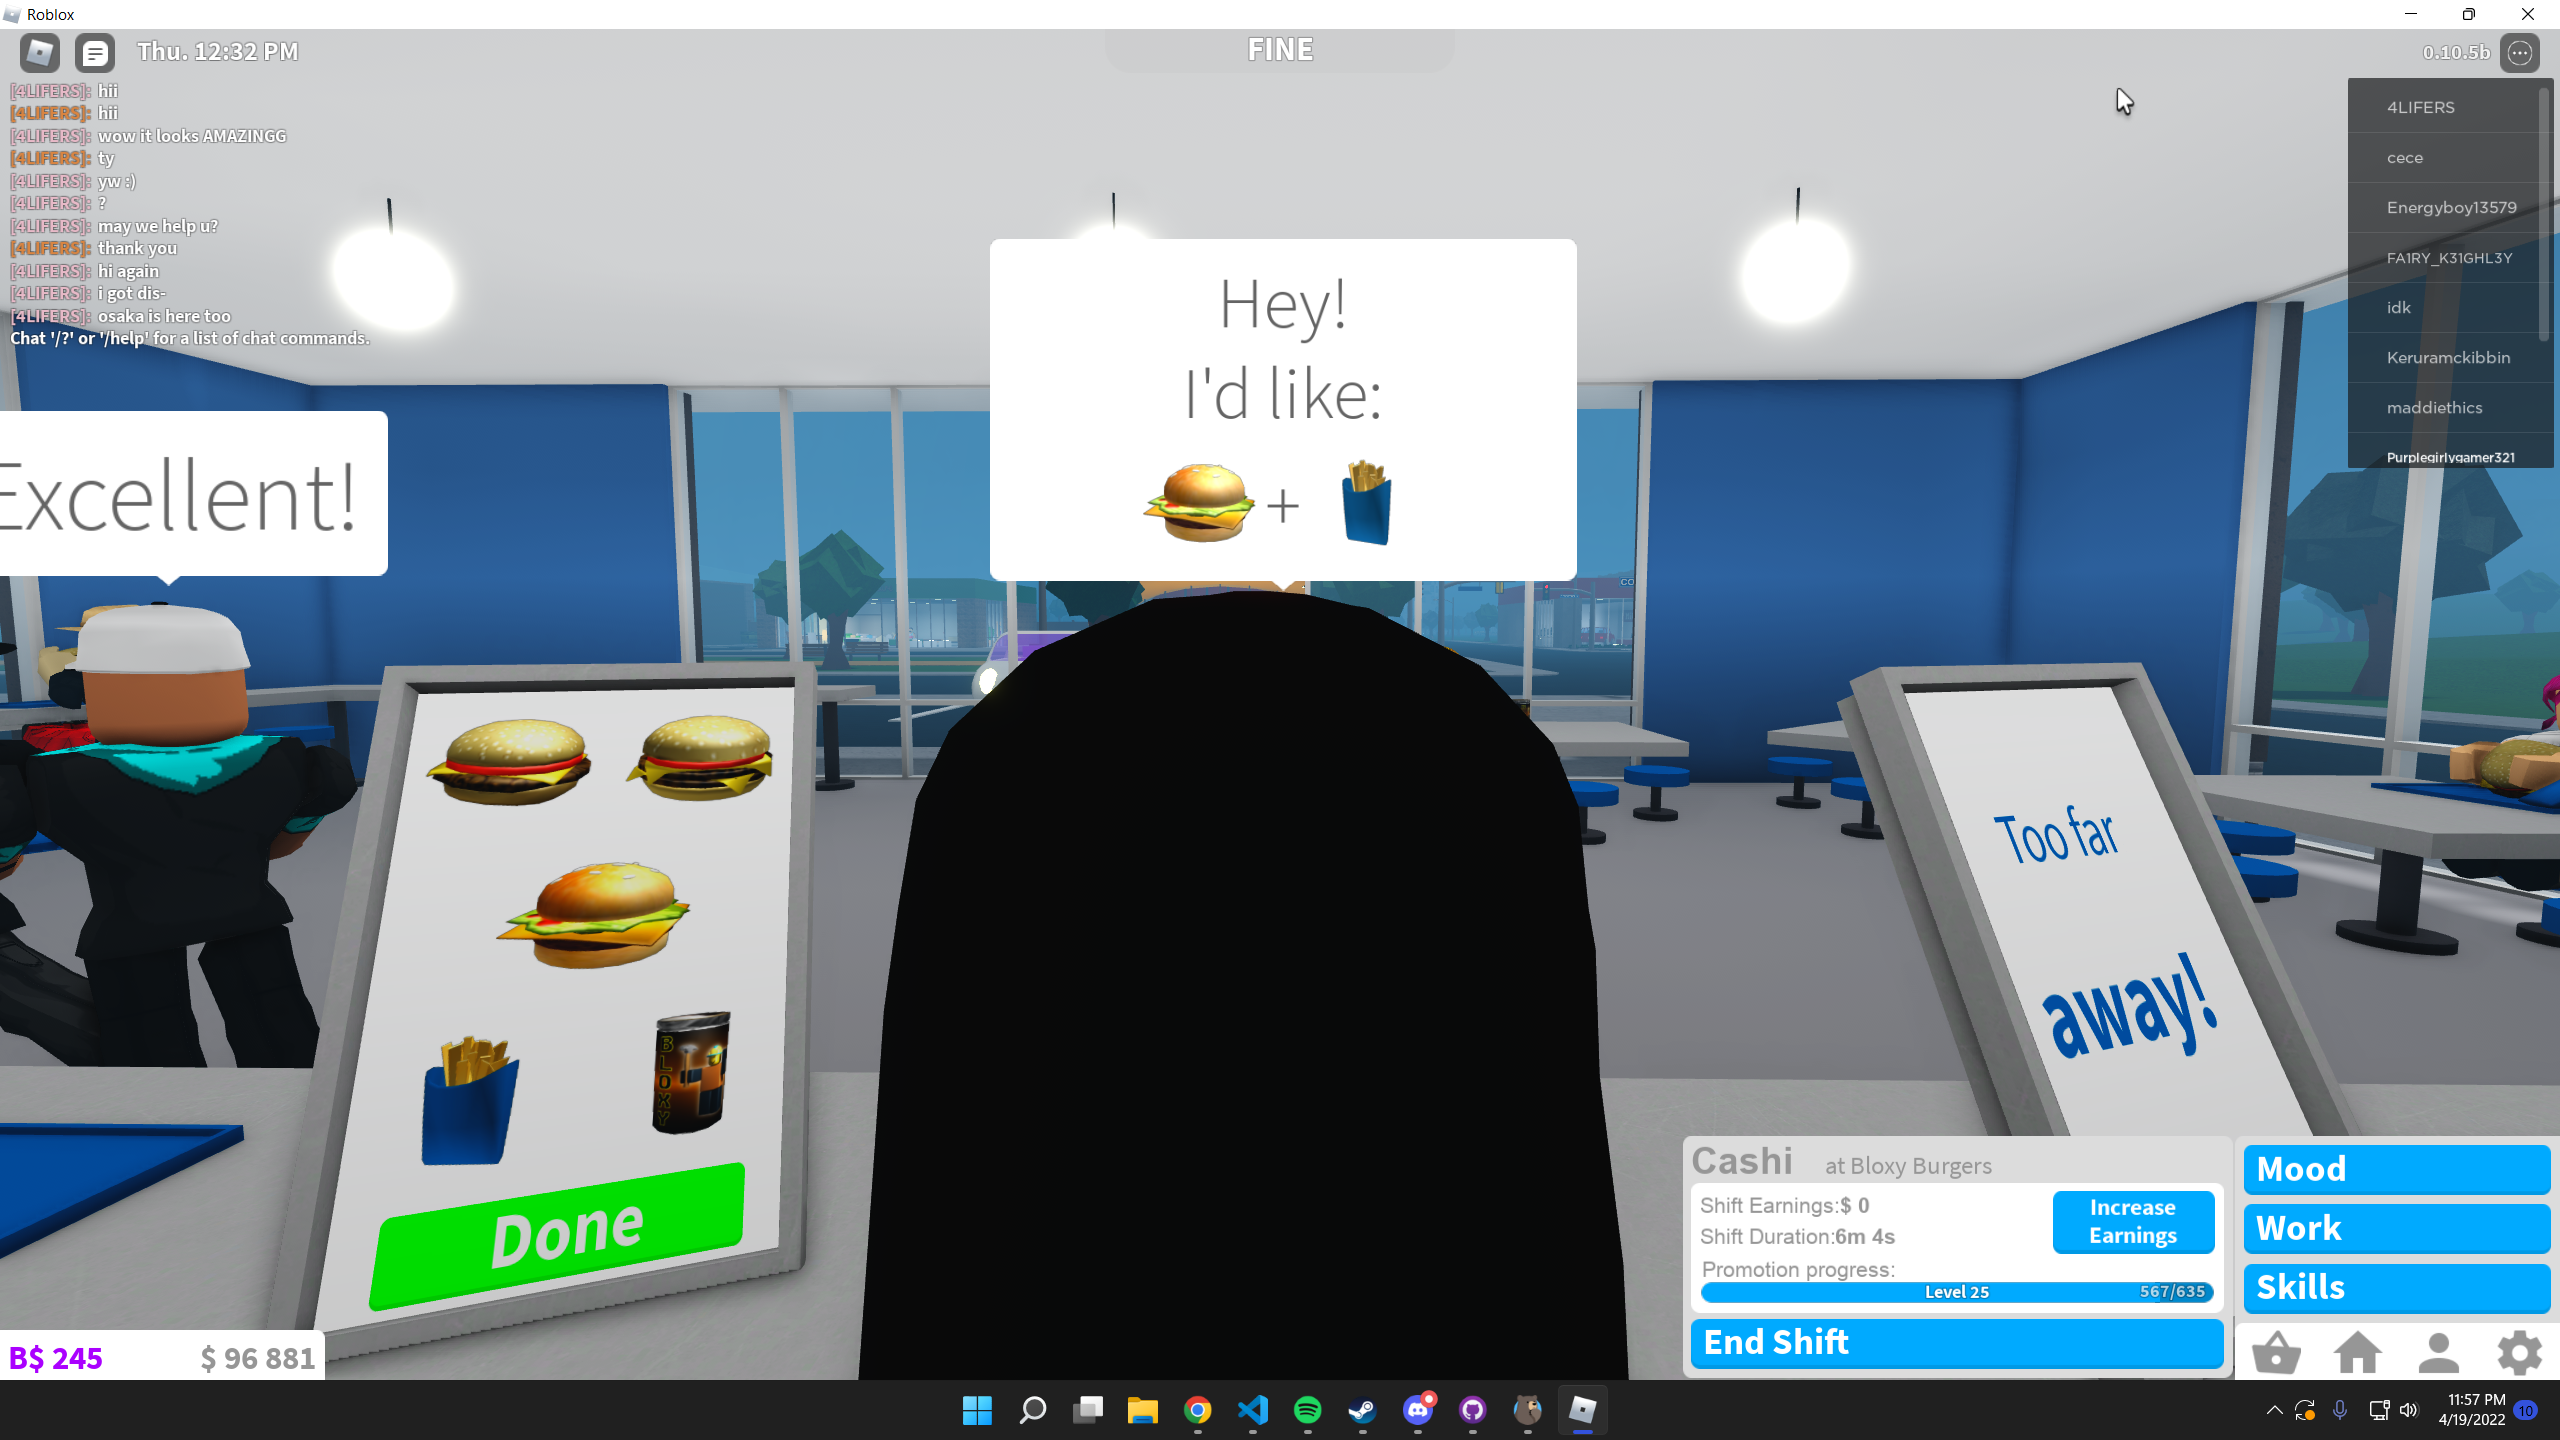 Roblox
Thu. 12:32 PM
FINE
0.10.5b
[4LIFERS]: hii
[4LIFERS]: hii
[4LIFERS]: wow it looks AMAZINGG
[4LIFERS]: ty
[4LIFERS]: yw :)
[4LIFERS]: ?
[4LIFERS]: may we help u?
[4LIFERS]: thank you
[4LIFERS]: hi again
[4LIFERS]: i got dis-
[4LIFERS]: osaka is here too
Chat '/?' or '/help' for a list of chat commands.
4LIFERS
cece
Energyboy13579
FA1RY_K31GHL3Y
idk
Keruramckibbin
maddiethics
Purplegirlygamer321
Hey!
I'd like:
+
Excellent!
CO
BLOXY
Done
Too far
away!
Cashi at Bloxy Burgers
Shift Earnings:$ 0
Shift Duration:6m 4s
Increase
Earnings
Promotion progress:
Level 25 567/635
End Shift
Mood
Work
Skills
B$ 245 $ 96 881
11:57 PM
4/19/2022
10